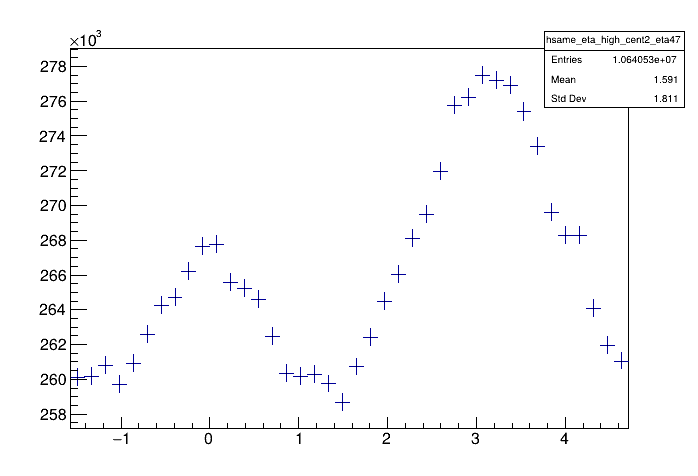 ×10³
hsame_eta_high_cent2_eta47
Entries 1.064053e+07
Mean 1.591
Std Dev 1.811
278
276
274
272
270
268
266
264
262
260
258
−1 0 1 2 3 4